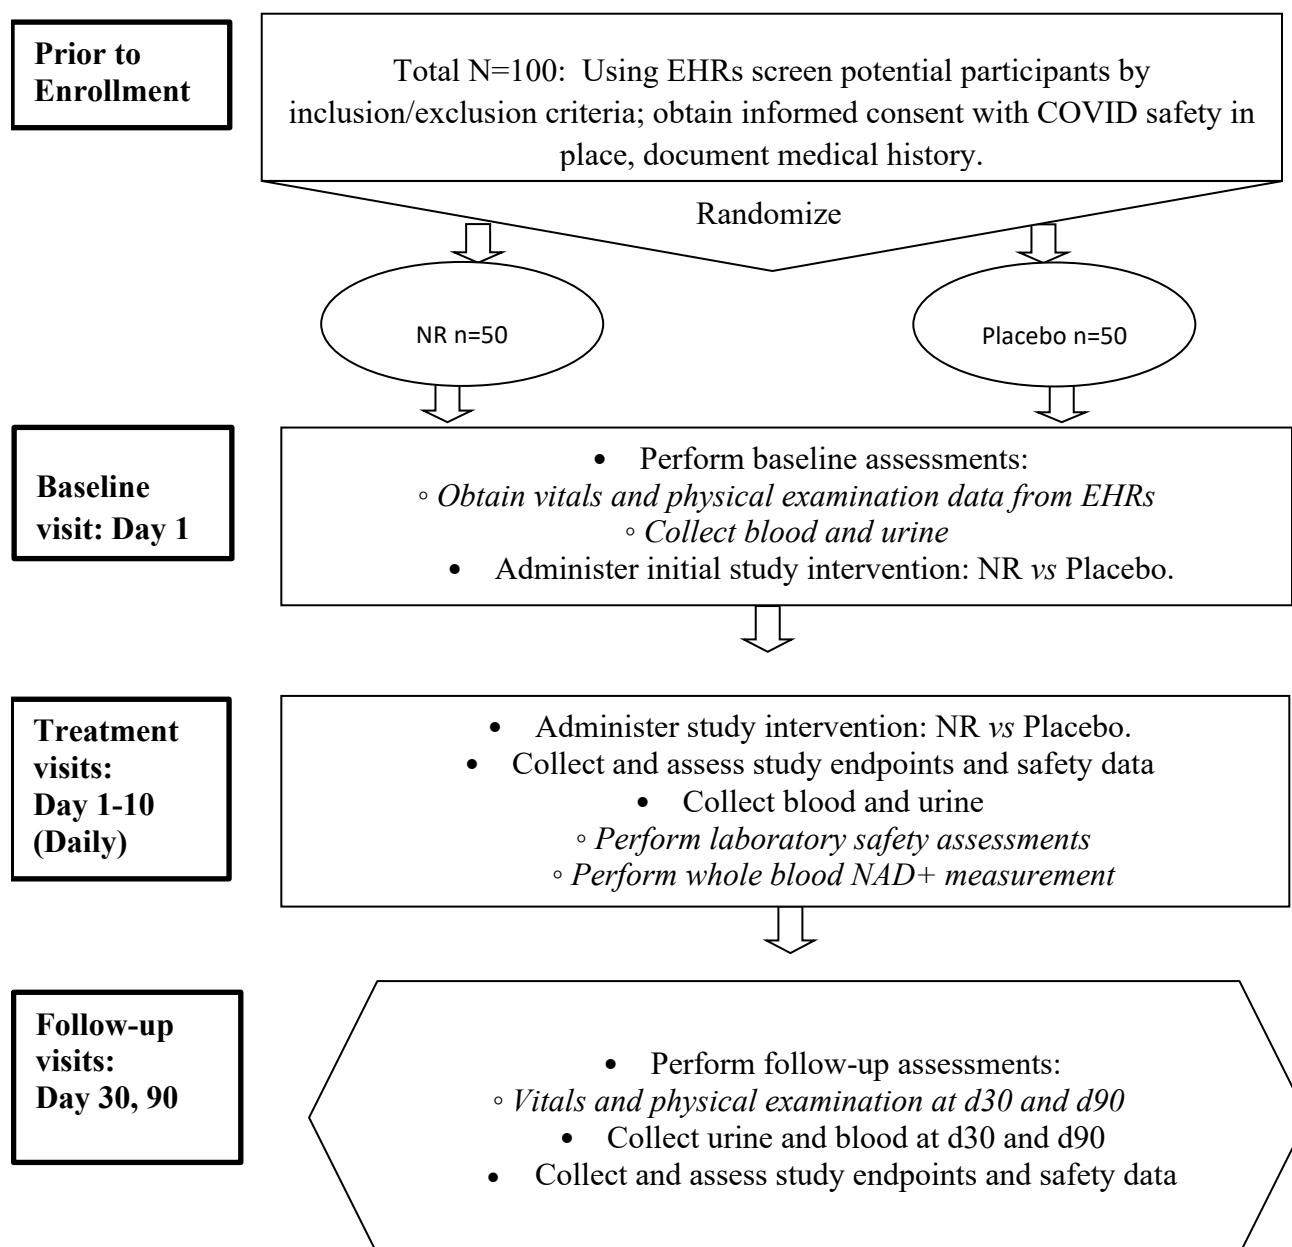 Prior to
Enrollment
Total N=100:  Using EHRs screen potential participants by
inclusion/exclusion criteria; obtain informed consent with COVID safety in
place, document medical history.
Randomize
NR n=50
Placebo n=50
Baseline
visit: Day 1
• Perform baseline assessments:
◦ Obtain vitals and physical examination data from EHRs
◦ Collect blood and urine
• Administer initial study intervention: NR vs Placebo.
Treatment
visits:
Day 1-10
(Daily)
• Administer study intervention: NR vs Placebo.
• Collect and assess study endpoints and safety data
• Collect blood and urine
◦ Perform laboratory safety assessments
◦ Perform whole blood NAD+ measurement
Follow-up
visits:
Day 30, 90
• Perform follow-up assessments:
◦ Vitals and physical examination at d30 and d90
• Collect urine and blood at d30 and d90
• Collect and assess study endpoints and safety data